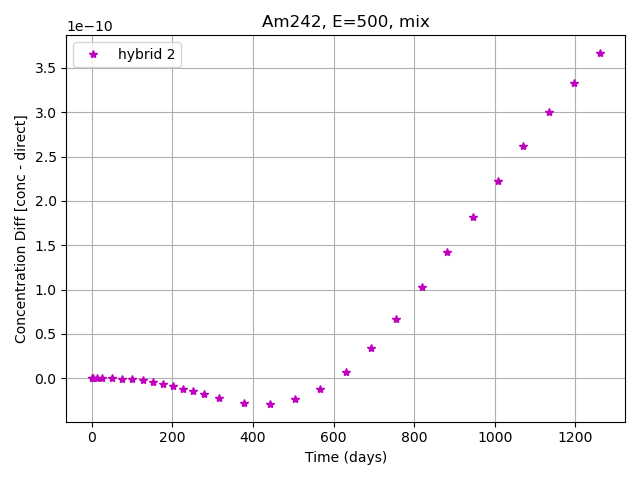 Am242, E=500, mix
1e−10
hybrid 2
3.5
3.0
2.5
2.0
1.5
1.0
0.5
0.0
Concentration Diff [conc - direct]
0 200 400 600 800 1000 1200
Time (days)